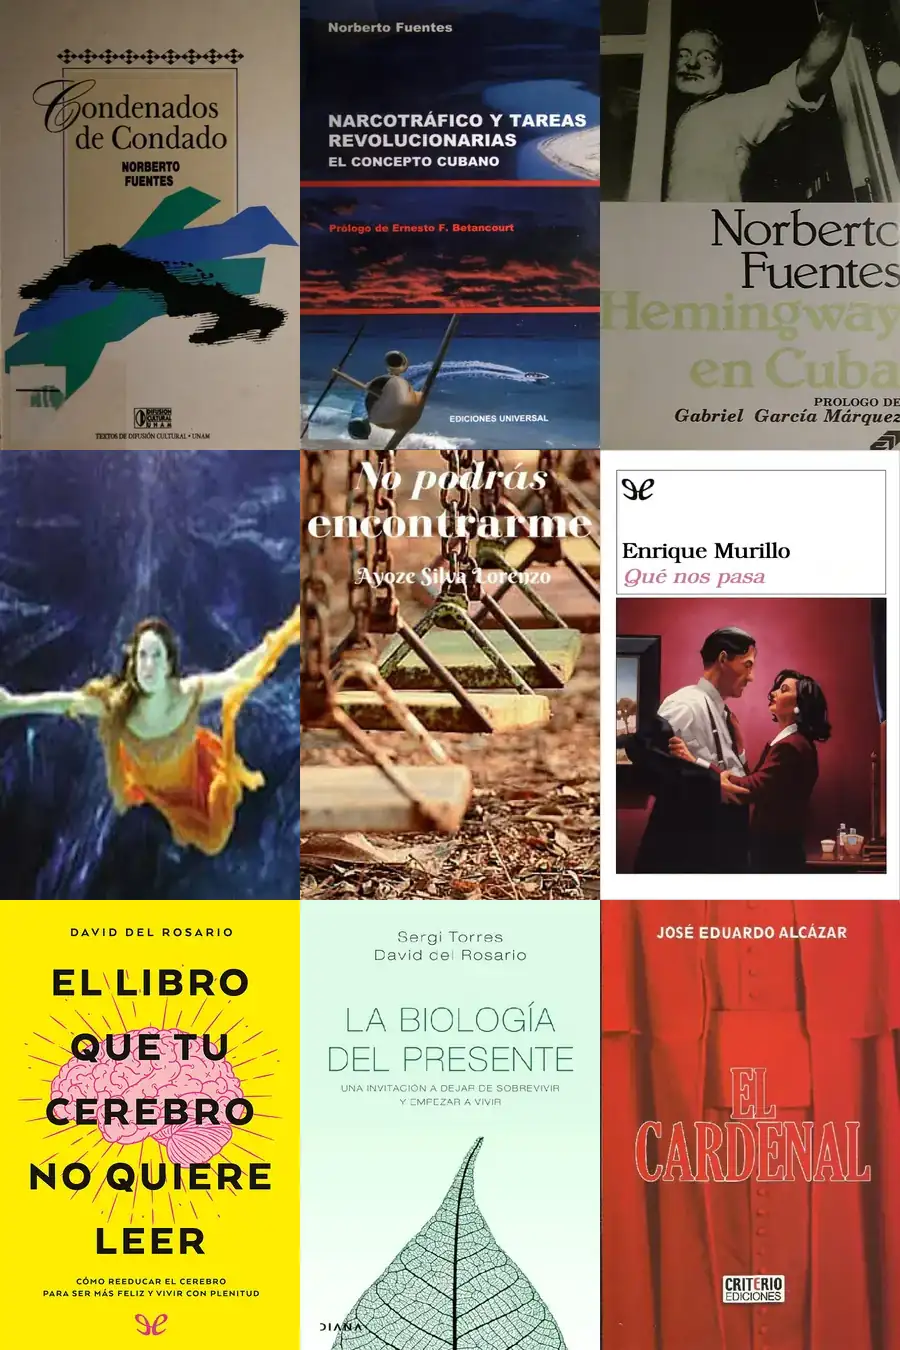 Condenados
de Condado
NORBERTO
FUENTES
DIFUSION
CULTURAL
UNAM
TEXTOS DE DIFUSIÓN CULTURAL • UNAM
Norberto Fuentes
NARCOTRÁFICO Y TAREAS
REVOLUCIONARIAS
EL CONCEPTO CUBANO
Prólogo de Ernesto F. Betancourt
EDICIONES UNIVERSAL
Norberto
Fuentes
Hemingway
en Cuba
PROLOGO DE
Gabriel García Márquez
No podrás
encontrarme
Ayoze Silva Lorenzo
Enrique Murillo
Qué nos pasa
DAVID DEL ROSARIO
EL LIBRO
QUE TU
CEREBRO
NO QUIERE
LEER
CÓMO REEDUCAR EL CEREBRO
PARA SER MÁS FELIZ Y VIVIR CON PLENITUD
Sergi Torres
David del Rosario
LA BIOLOGÍA
DEL PRESENTE
UNA INVITACIÓN A DEJAR DE SOBREVIVIR
Y EMPEZAR A VIVIR
DIANA
JOSÉ EDUARDO ALCÁZAR
EL
CARDENAL
CRITERIO
EDICIONES